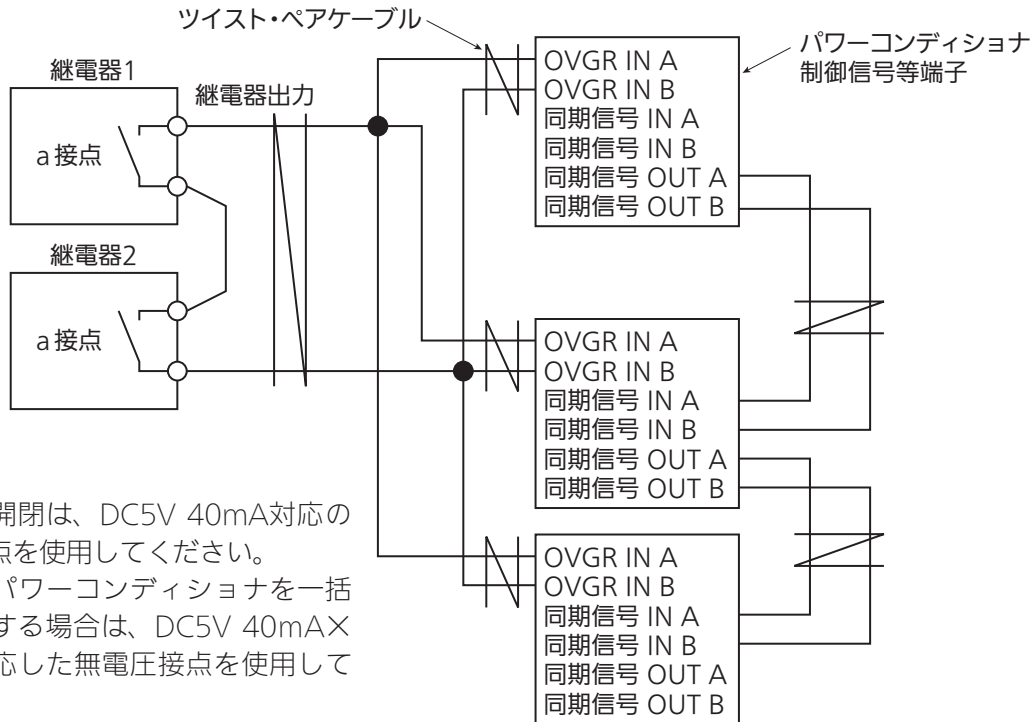 ツイスト・ペアケーブル
パワーコンディショナ
制御信号等端子
継電器1
継電器出力
a接点
継電器2
a接点
OVGR IN A
OVGR IN B
同期信号 IN A
同期信号 IN B
同期信号 OUT A
同期信号 OUT B
OVGR IN A
OVGR IN B
同期信号 IN A
同期信号 IN B
同期信号 OUT A
同期信号 OUT B
OVGR IN A
OVGR IN B
同期信号 IN A
同期信号 IN B
同期信号 OUT A
同期信号 OUT B
開閉は、DC5V 40mA対応の
点を使用してください。
パワーコンディショナを一括
する場合は、DC5V 40mA×
応した無電圧接点を使用して